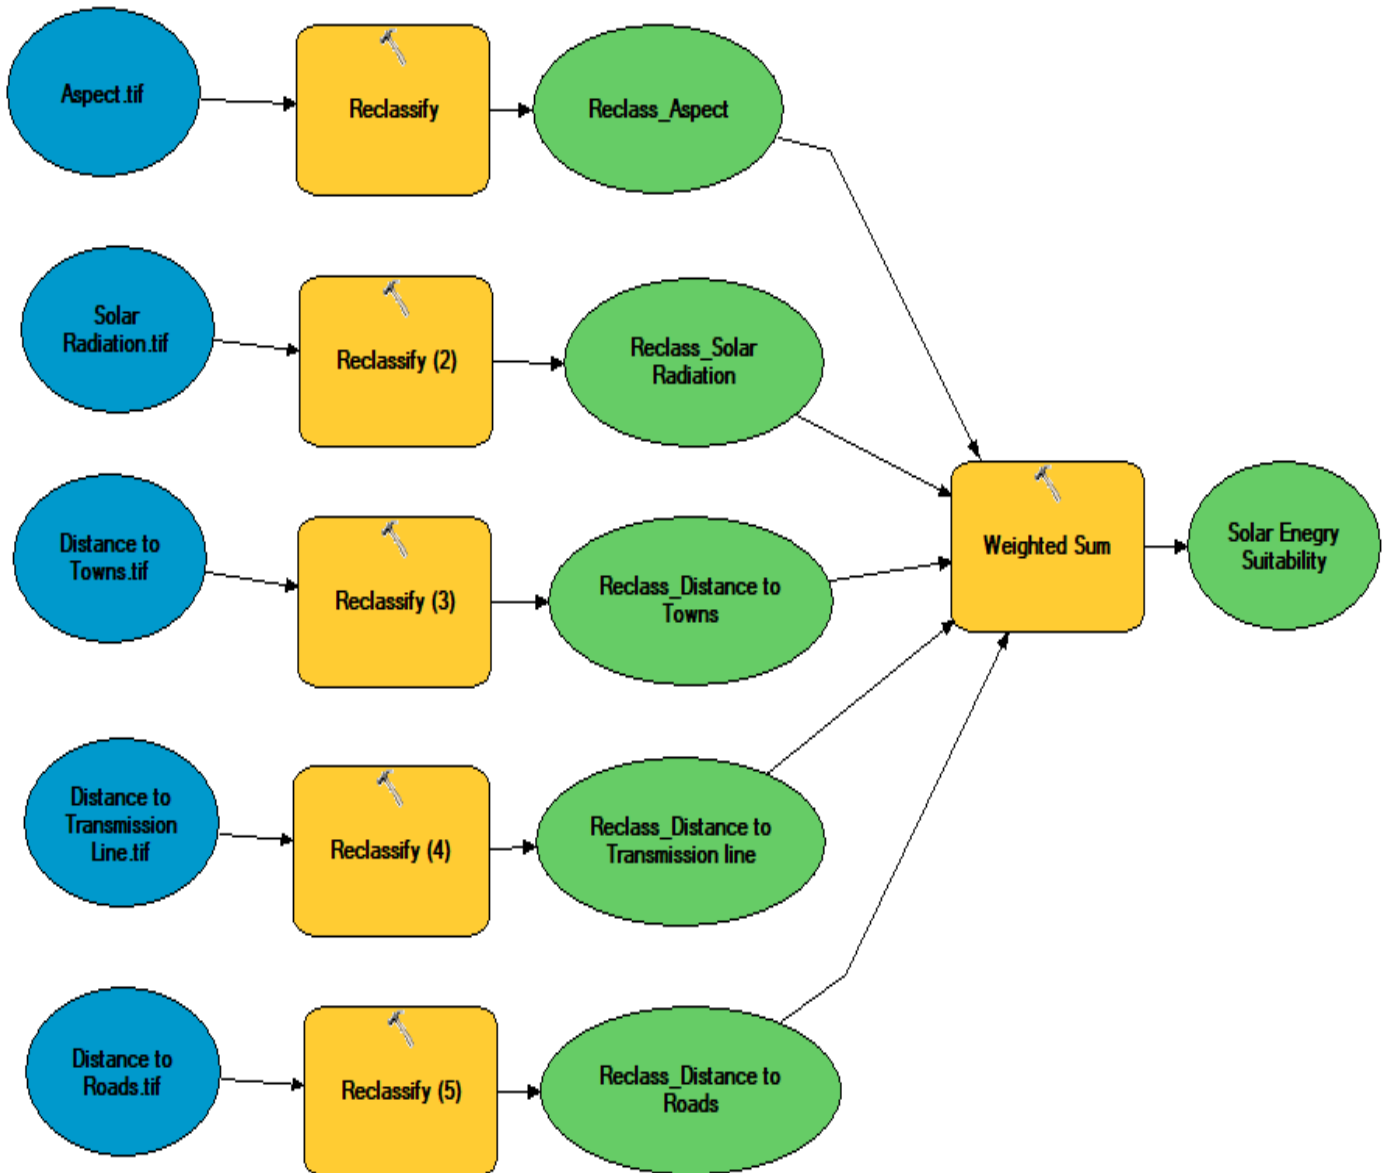 Aspect.tif
Reclassify
Reclass_Aspect
Solar
Radiation.tif
Reclassify (2)
Reclass_Solar
Radiation
Distance to
Towns.tif
Reclassify (3)
Reclass_Distance to
Towns
Weighted Sum
Solar Enegry
Suitability
Distance to
Transmission
Line.tif
Reclassify (4)
Reclass_Distance to
Transmission line
Distance to
Roads.tif
Reclassify (5)
Reclass_Distance to
Roads